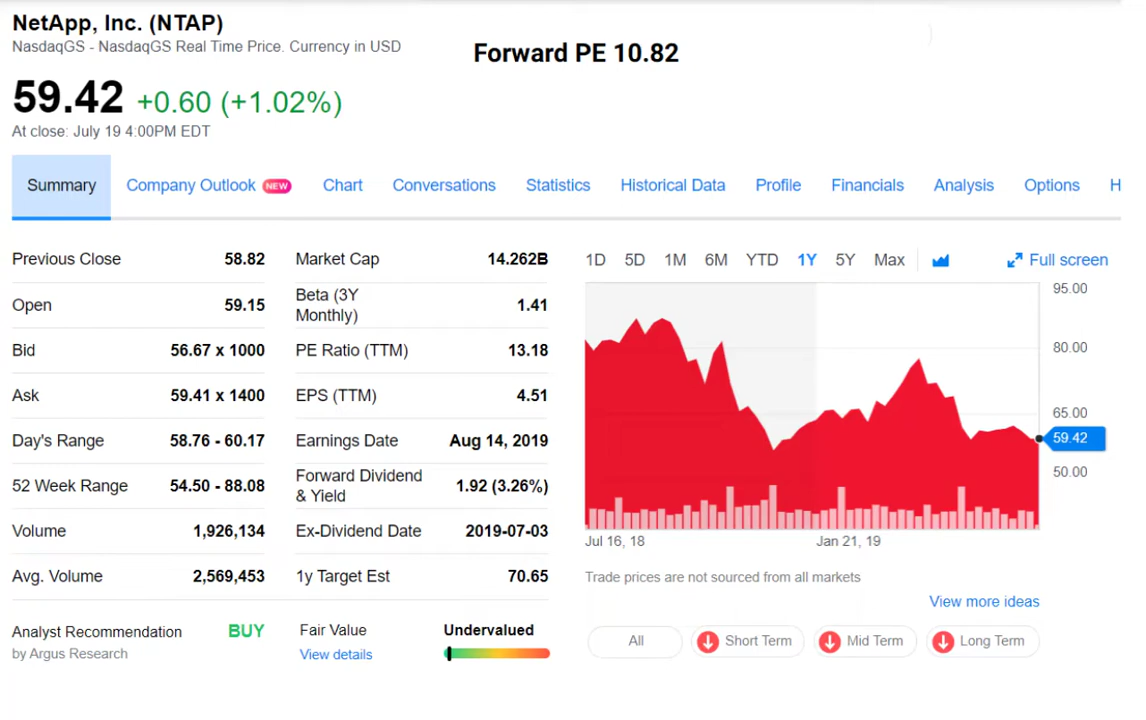 NetApp, Inc. (NTAP)
NasdaqGS - NasdaqGS Real Time Price. Currency in USD
Forward PE 10.82
59.42 +0.60 (+1.02%)
At close: July 19 4:00PM EDT
Summary Company Outlook NEW Chart Conversations Statistics Historical Data Profile Financials Analysis Options H
Previous Close 58.82
Open 59.15
Bid 56.67 x 1000
Ask 59.41 x 1400
Day's Range 58.76 - 60.17
52 Week Range 54.50 - 88.08
Volume 1,926,134
Avg. Volume 2,569,453
Market Cap 14.262B
Beta (3Y
Monthly) 1.41
PE Ratio (TTM) 13.18
EPS (TTM) 4.51
Earnings Date Aug 14, 2019
Forward Dividend
& Yield 1.92 (3.26%)
Ex-Dividend Date 2019-07-03
1y Target Est 70.65
1D 5D 1M 6M YTD 1Y 5Y Max Full screen
95.00
80.00
65.00
59.42
50.00
Jul 16, 18 Jan 21, 19
Trade prices are not sourced from all markets
View more ideas
All Short Term Mid Term Long Term
Analyst Recommendation BUY
by Argus Research
Fair Value Undervalued
View details